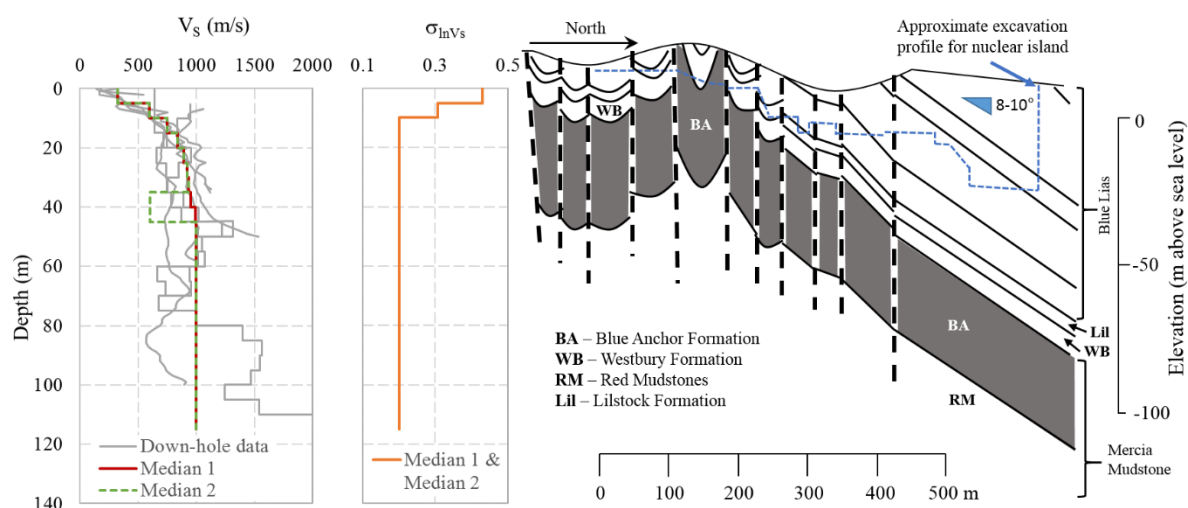 V_S (m/s)
0 500 1000 1500 2000
Depth (m)
0
20
40
60
80
100
120
140
Down-hole data
Median 1
Median 2
σ_lnVs
0.1 0.3 0.5
Median 1 &
Median 2
North
Approximate excavation
profile for nuclear island
8-10°
WB
BA
BA
RM
BA – Blue Anchor Formation
WB – Westbury Formation
RM – Red Mudstones
Lil – Lilstock Formation
0 100 200 300 400 500 m
Blue Lias
Lil
WB
Mercia
Mudstone
0
-50
-100
Elevation (m above sea level)